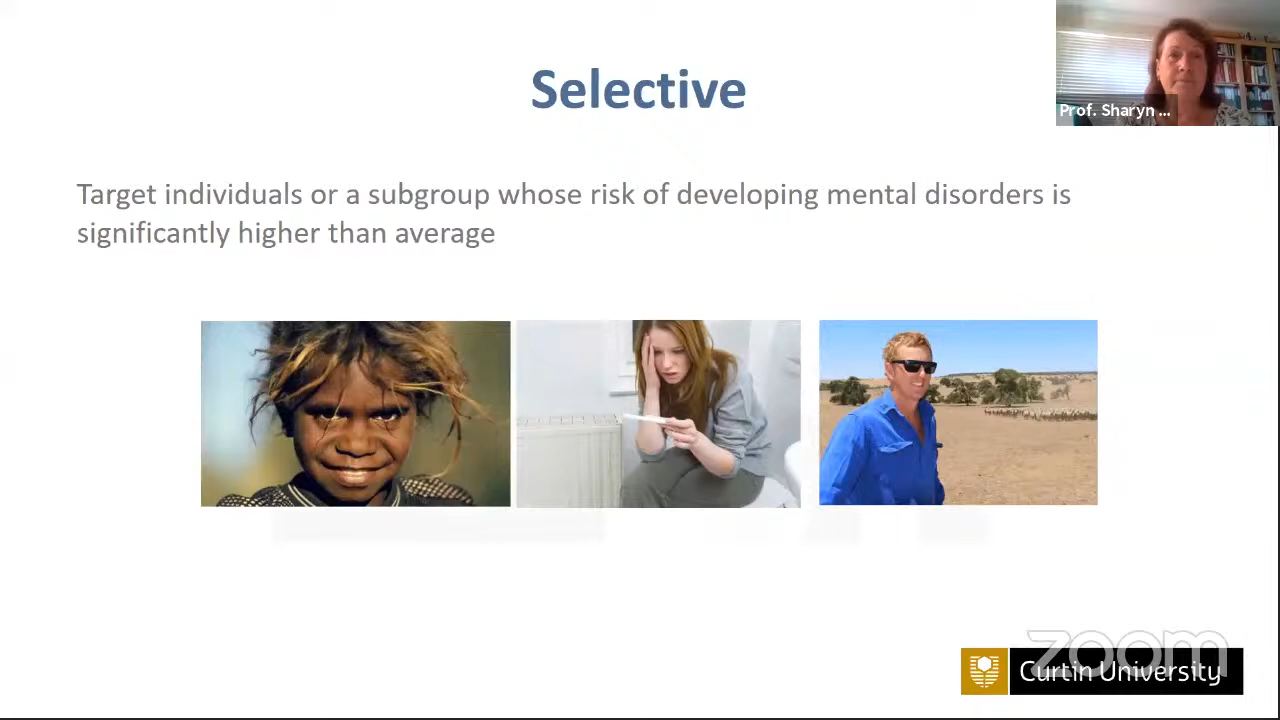 Selective
Prof. Sharyn ...
Target individuals or a subgroup whose risk of developing mental disorders is
significantly higher than average
zoom
Curtin University